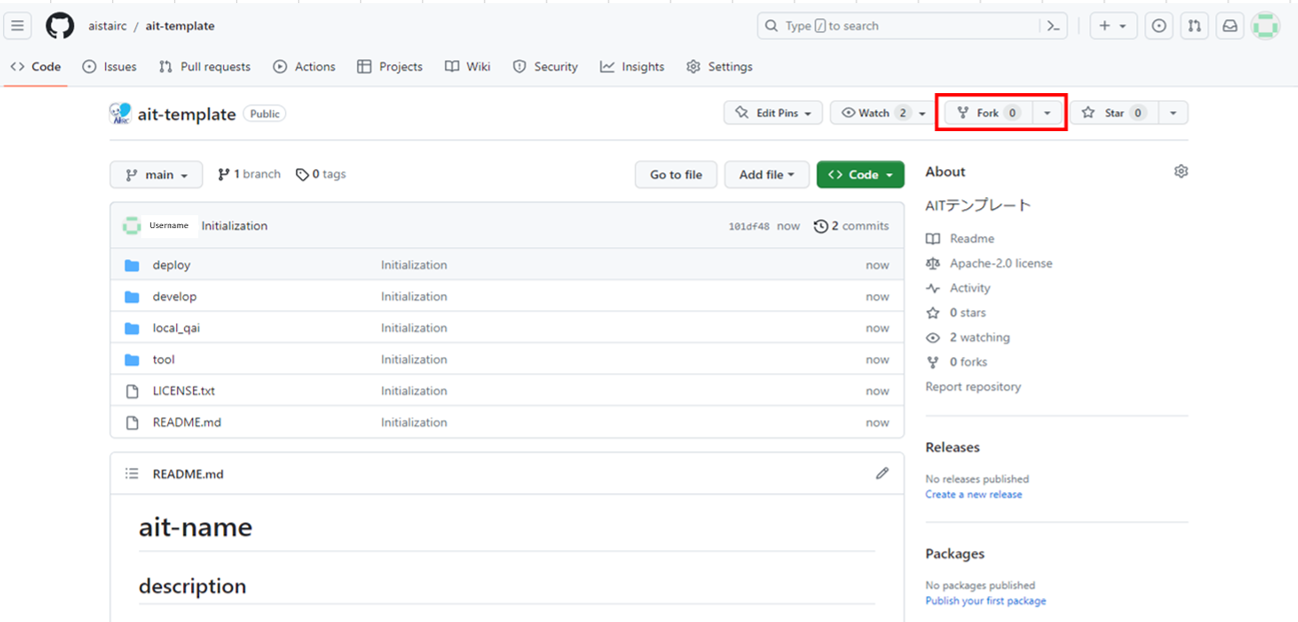 aistairc / ait-template
Type / to search
Code Issues Pull requests Actions Projects Wiki Security Insights Settings
ait-template Public
Edit Pins Watch 2 Fork 0 Star 0
main 1 branch 0 tags Go to file Add file Code
Username Initialization 101df48 now 2 commits
deploy Initialization now
develop Initialization now
local_qai Initialization now
tool Initialization now
LICENSE.txt Initialization now
README.md Initialization now
README.md
ait-name
description
About
AITテンプレート
Readme
Apache-2.0 license
Activity
0 stars
2 watching
0 forks
Report repository
Releases
No releases published
Create a new release
Packages
No packages published
Publish your first package